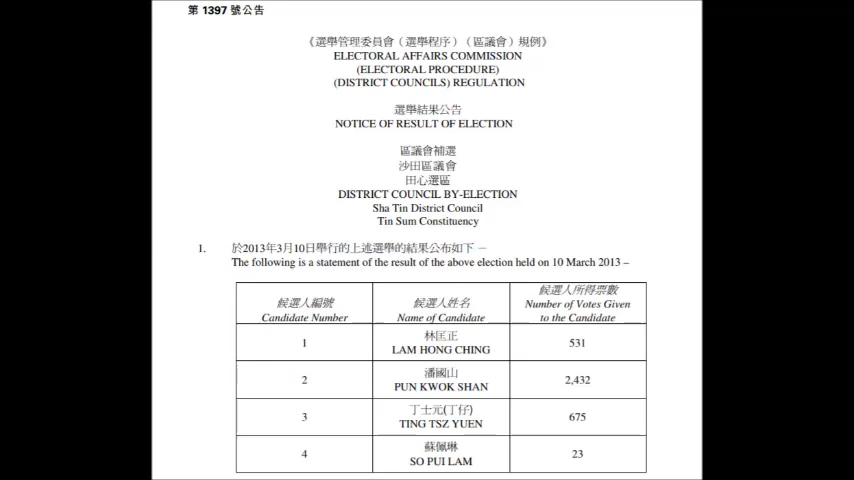 第 1397 號公告
《選舉管理委員會（選舉程序）（區議會）規例》
ELECTORAL AFFAIRS COMMISSION
(ELECTORAL PROCEDURE)
(DISTRICT COUNCILS) REGULATION
選舉結果公告
NOTICE OF RESULT OF ELECTION
區議會補選
沙田區議會
田心選區
DISTRICT COUNCIL BY-ELECTION
Sha Tin District Council
Tin Sum Constituency
1. 於2013年3月10日舉行的上述選舉的結果公布如下 －
The following is a statement of the result of the above election held on 10 March 2013 –
候選人編號
Candidate Number
候選人姓名
Name of Candidate
候選人所得票數
Number of Votes Given
to the Candidate
1
林匡正
LAM HONG CHING
531
2
潘國山
PUN KWOK SHAN
2,432
3
丁士元(丁仔)
TING TSZ YUEN
675
4
蘇佩琳
SO PUI LAM
23